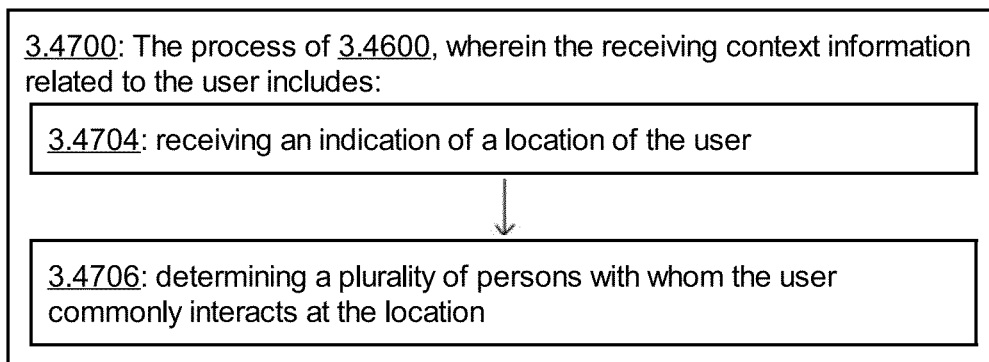 3.4700: The process of 3.4600, wherein the receiving context information
related to the user includes:
3.4704: receiving an indication of a location of the user
3.4706: determining a plurality of persons with whom the user
commonly interacts at the location